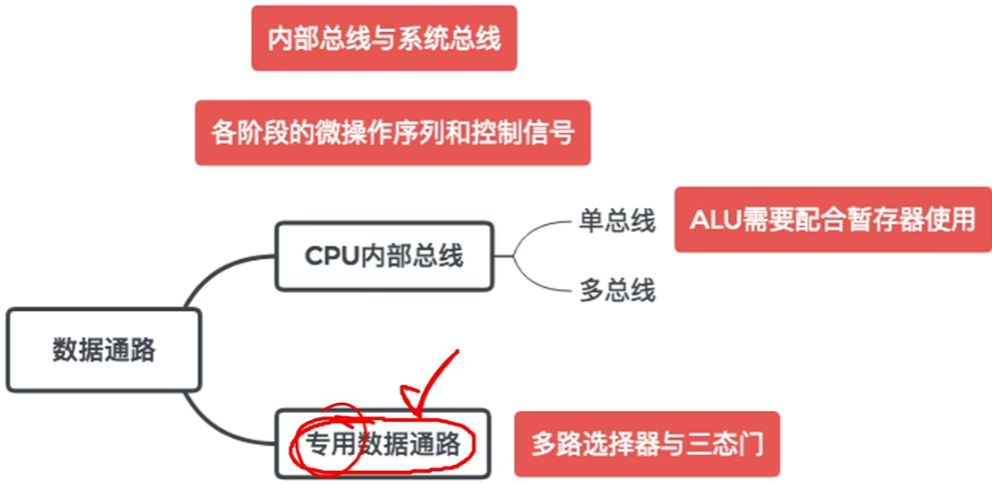 内部总线与系统总线
各阶段的微操作序列和控制信号
单总线
ALU需要配合暂存器使用
CPU内部总线
多总线
数据通路
专用数据通路
多路选择器与三态门